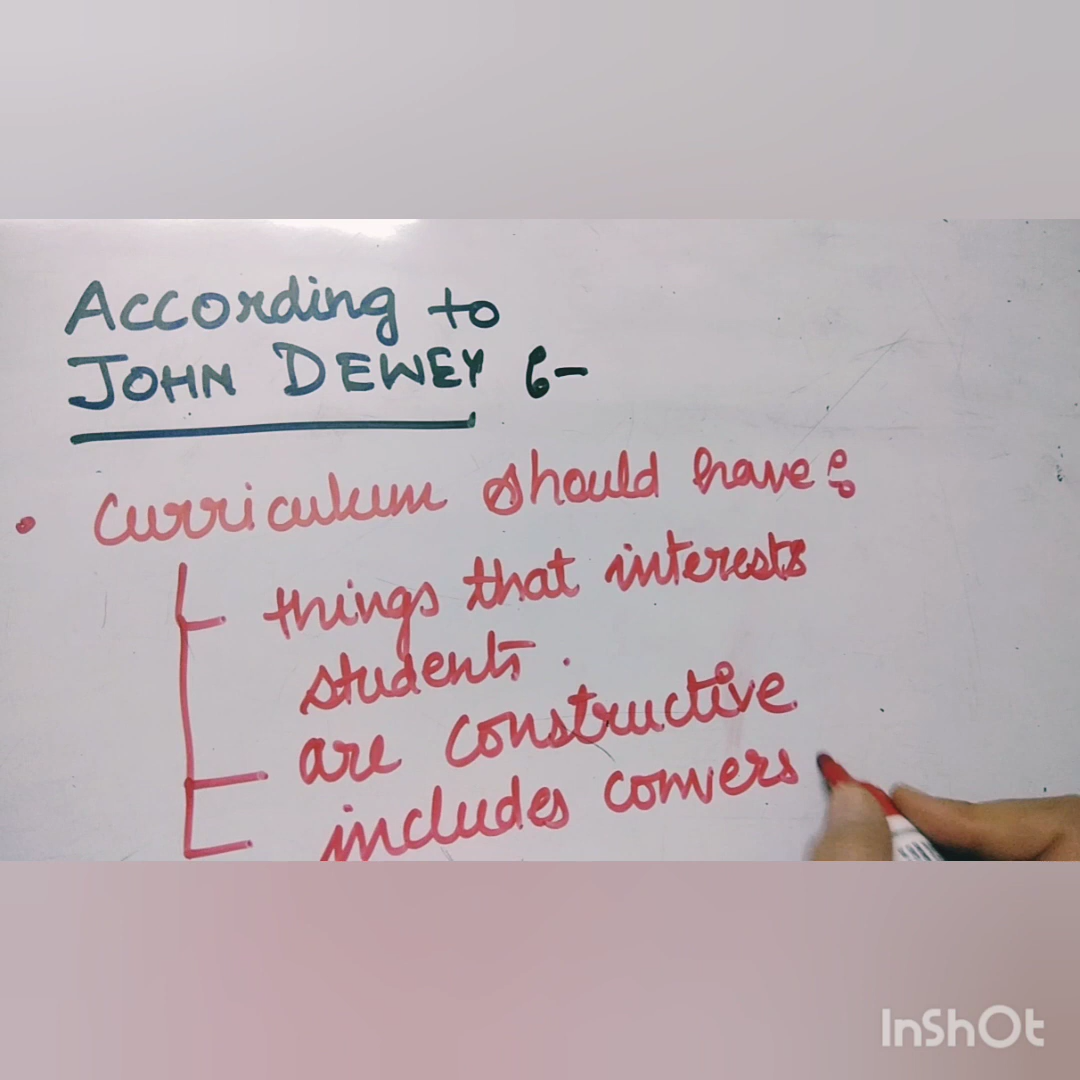 According to
JOHN DEWEY :-
• Curriculum should have :
things that interests
students.
are constructive
includes convers
InShOt